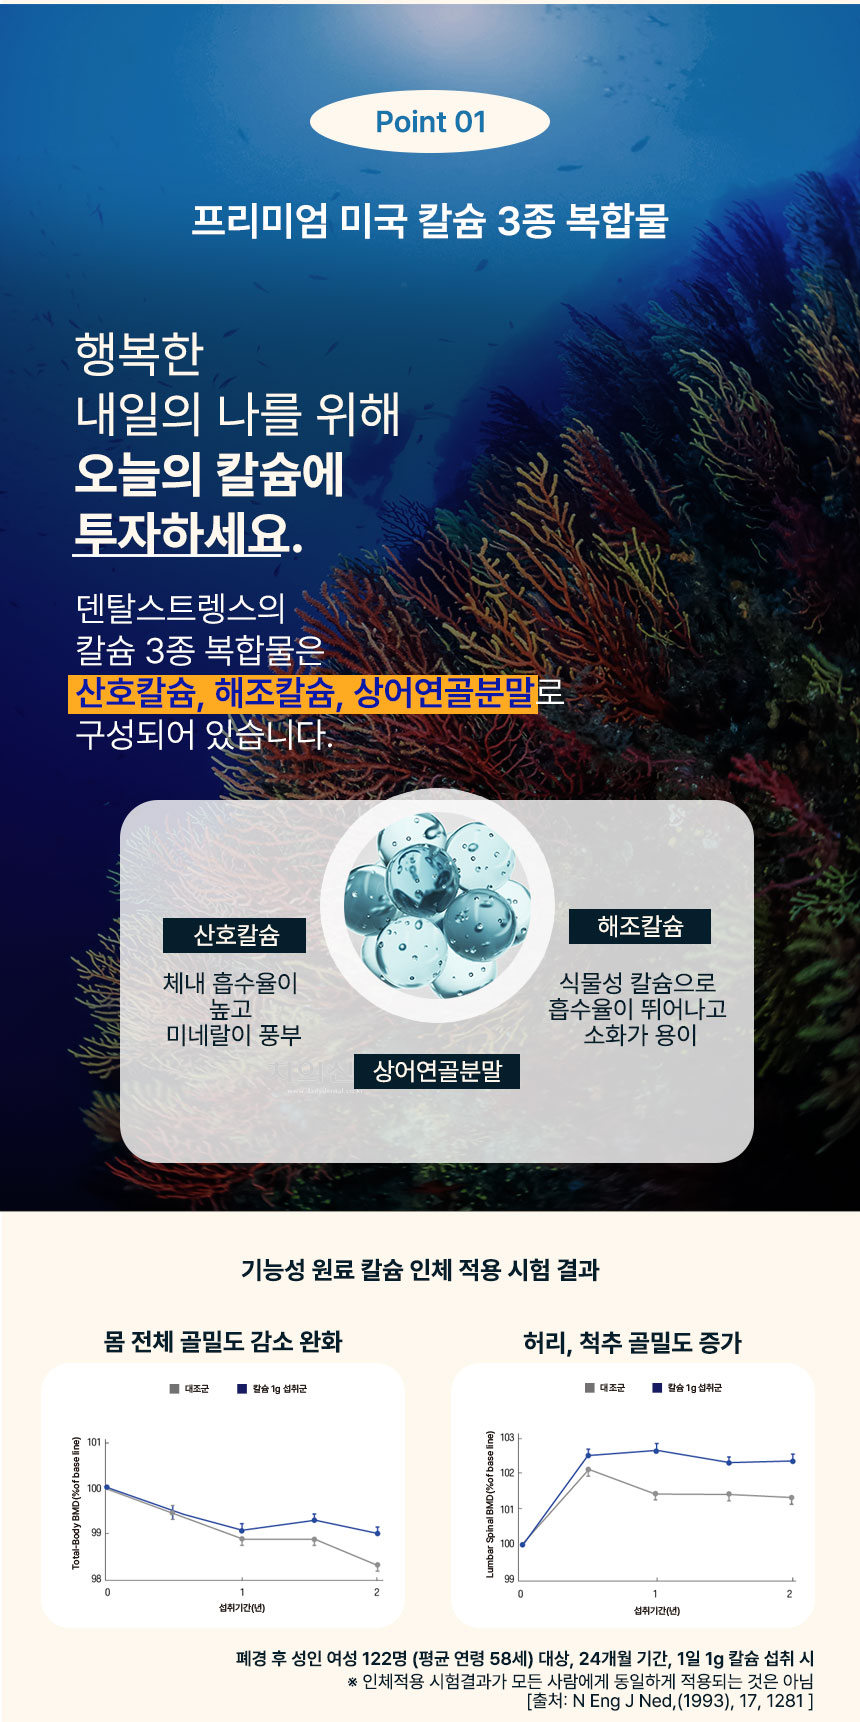 Point 01
프리미엄 미국 칼슘 3종 복합물
행복한
내일의 나를 위해
오늘의 칼슘에
투자하세요.
덴탈스트렝스의
칼슘 3종 복합물은
산호칼슘, 해조칼슘, 상어연골분말로
구성되어 있습니다.
산호칼슘
체내 흡수율이
높고
미네랄이 풍부
해조칼슘
식물성 칼슘으로
흡수율이 뛰어나고
소화가 용이
상어연골분말
기능성 원료 칼슘 인체 적용 시험 결과
몸 전체 골밀도 감소 완화
대조군
칼슘 1g 섭취군
Total-Body BMD(%of base line)
101
100
99
98
0
1
2
섭취기간(년)
허리, 척추 골밀도 증가
대조군
칼슘 1g 섭취군
Lumbar Spinal BMD(%of base line)
103
102
101
100
99
0
1
2
섭취기간(년)
폐경 후 성인 여성 122명 (평균 연령 58세) 대상, 24개월 기간, 1일 1g 칼슘 섭취 시
※ 인체적용 시험결과가 모든 사람에게 동일하게 적용되는 것은 아님
[출처: N Eng J Ned,(1993), 17, 1281 ]